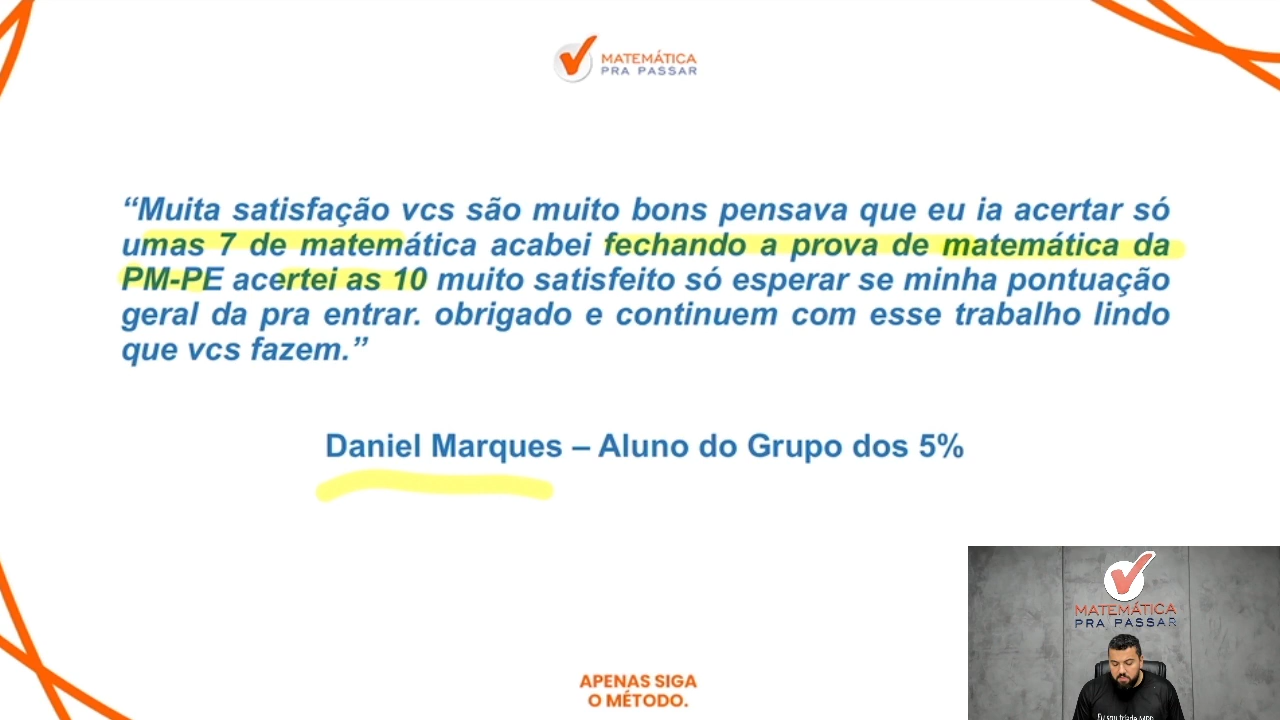 MATEMÁTICA
PRA PASSAR
“Muita satisfação vcs são muito bons pensava que eu ia acertar só
umas 7 de matemática acabei fechando a prova de matemática da
PM-PE acertei as 10 muito satisfeito só esperar se minha pontuação
geral da pra entrar. obrigado e continuem com esse trabalho lindo
que vcs fazem.”
Daniel Marques – Aluno do Grupo dos 5%
MATEMÁTICA
PRA PASSAR
APENAS SIGA
O MÉTODO.